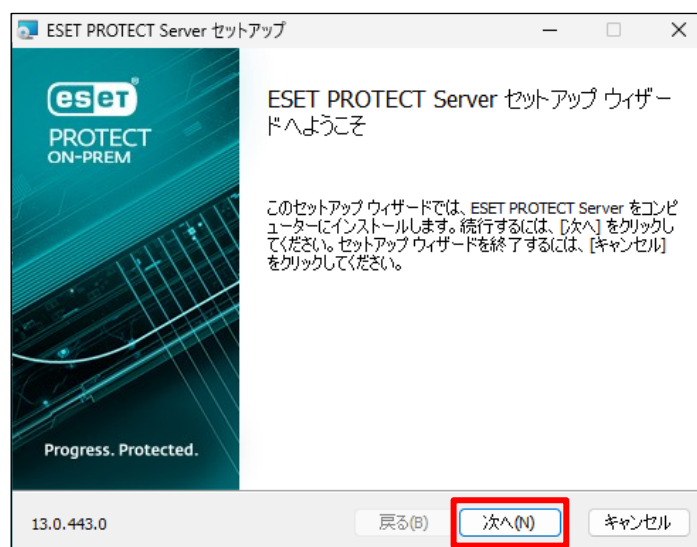 ESET PROTECT Server セットアップ
eseT
PROTECT
ON-PREM
ESET PROTECT Server セットアップ ウィザー
ドへようこそ
このセットアップ ウィザードでは、ESET PROTECT Server をコンピ
ューターにインストールします。続行するには、[次へ] をクリックし
てください。セットアップ ウィザードを終了するには、[キャンセル]
をクリックしてください。
Progress. Protected.
13.0.443.0
戻る(B)
次へ(N)
キャンセル